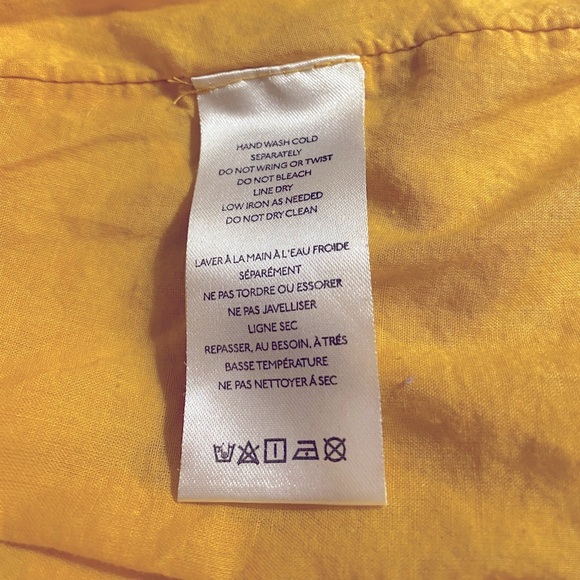 HAND WASH COLD
SEPARATELY
DO NOT WRING OR TWIST
DO NOT BLEACH
LINE DRY
LOW IRON AS NEEDED
DO NOT DRY CLEAN
LAVER À LA MAIN À L'EAU FROIDE
SÉPARÉMENT
NE PAS TORDRE OU ESSORER
NE PAS JAVELLISER
LIGNE SEC
REPASSER, AU BESOIN, À TRÉS
BASSE TEMPÉRATURE
NE PAS NETTOYER Á SEC